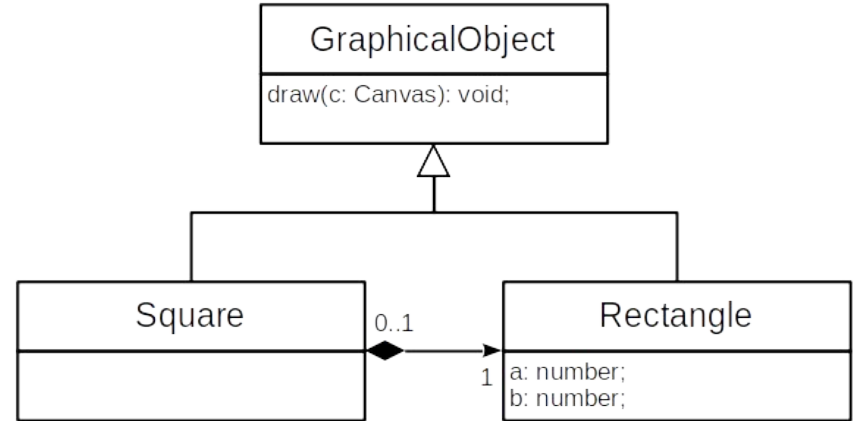 GraphicalObject
draw(c: Canvas): void;
Square
0..1
1
Rectangle
a: number;
b: number;